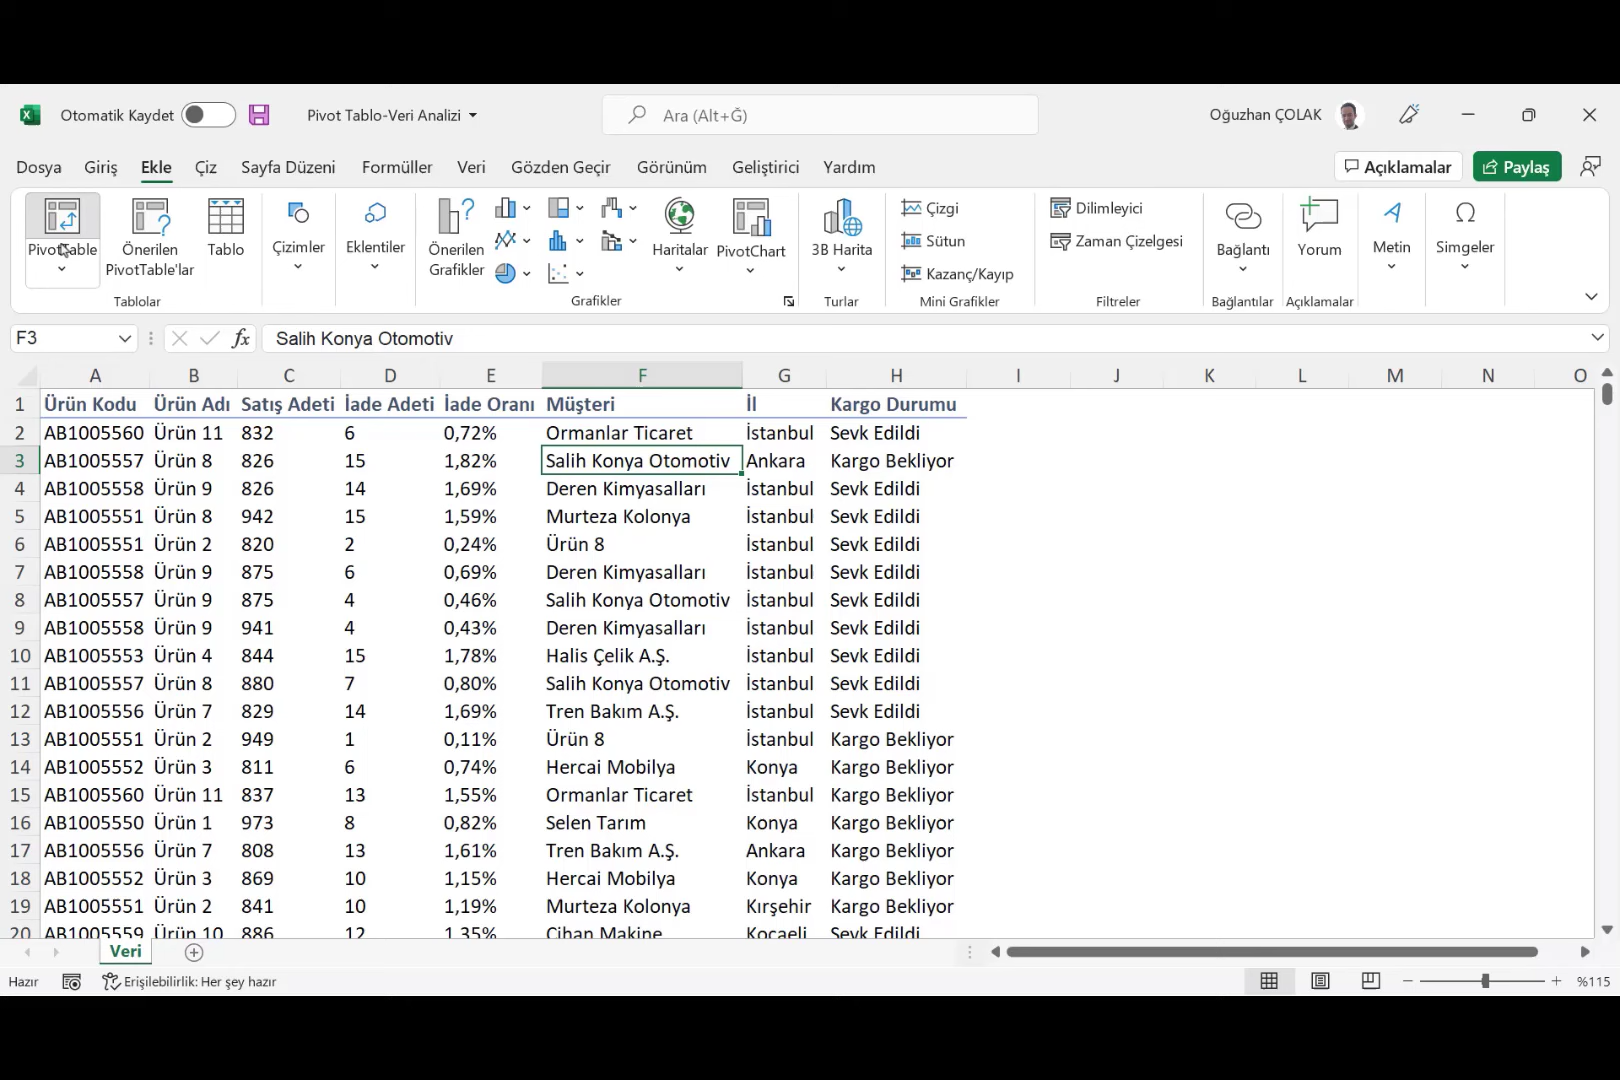 Otomatik Kaydet
Pivot Tablo-Veri Analizi
Ara (Alt+Ğ)
Oğuzhan ÇOLAK
Dosya Giriş Ekle Çiz Sayfa Düzeni Formüller Veri Gözden Geçir Görünüm Geliştirici Yardım
Açıklamalar
Paylaş
PivotTable
Önerilen PivotTable'lar
Tablo
Tablolar
Çizimler
Eklentiler
Önerilen Grafikler
Haritalar
PivotChart
Grafikler
3B Harita
Turlar
Çizgi
Sütun
Kazanç/Kayıp
Mini Grafikler
Dilimleyici
Zaman Çizelgesi
Filtreler
Bağlantı
Bağlantılar
Yorum
Açıklamalar
Metin
Simgeler
F3 fx Salih Konya Otomotiv
A B C D E F G H I J K L M N O
1 Ürün Kodu Ürün Adı Satış Adeti İade Adeti İade Oranı Müşteri İl Kargo Durumu
2 AB1005560 Ürün 11 832 6 0,72% Ormanlar Ticaret İstanbul Sevk Edildi
3 AB1005557 Ürün 8 826 15 1,82% Salih Konya Otomotiv Ankara Kargo Bekliyor
4 AB1005558 Ürün 9 826 14 1,69% Deren Kimyasalları İstanbul Sevk Edildi
5 AB1005551 Ürün 8 942 15 1,59% Murteza Kolonya İstanbul Sevk Edildi
6 AB1005551 Ürün 2 820 2 0,24% Ürün 8 İstanbul Sevk Edildi
7 AB1005558 Ürün 9 875 6 0,69% Deren Kimyasalları İstanbul Sevk Edildi
8 AB1005557 Ürün 9 875 4 0,46% Salih Konya Otomotiv İstanbul Sevk Edildi
9 AB1005558 Ürün 9 941 4 0,43% Deren Kimyasalları İstanbul Sevk Edildi
10 AB1005553 Ürün 4 844 15 1,78% Halis Çelik A.Ş. İstanbul Sevk Edildi
11 AB1005557 Ürün 8 880 7 0,80% Salih Konya Otomotiv İstanbul Sevk Edildi
12 AB1005556 Ürün 7 829 14 1,69% Tren Bakım A.Ş. İstanbul Sevk Edildi
13 AB1005551 Ürün 2 949 1 0,11% Ürün 8 İstanbul Kargo Bekliyor
14 AB1005552 Ürün 3 811 6 0,74% Hercai Mobilya Konya Kargo Bekliyor
15 AB1005560 Ürün 11 837 13 1,55% Ormanlar Ticaret İstanbul Kargo Bekliyor
16 AB1005550 Ürün 1 973 8 0,82% Selen Tarım Konya Kargo Bekliyor
17 AB1005556 Ürün 7 808 13 1,61% Tren Bakım A.Ş. Ankara Kargo Bekliyor
18 AB1005552 Ürün 3 869 10 1,15% Hercai Mobilya Konya Kargo Bekliyor
19 AB1005551 Ürün 2 841 10 1,19% Murteza Kolonya Kırşehir Kargo Bekliyor
20 AB1005559 Ürün 10 886 12 1,35% Cihan Makine Kocaeli Sevk Edildi
Veri
Hazır
Erişilebilirlik: Her şey hazır
%115